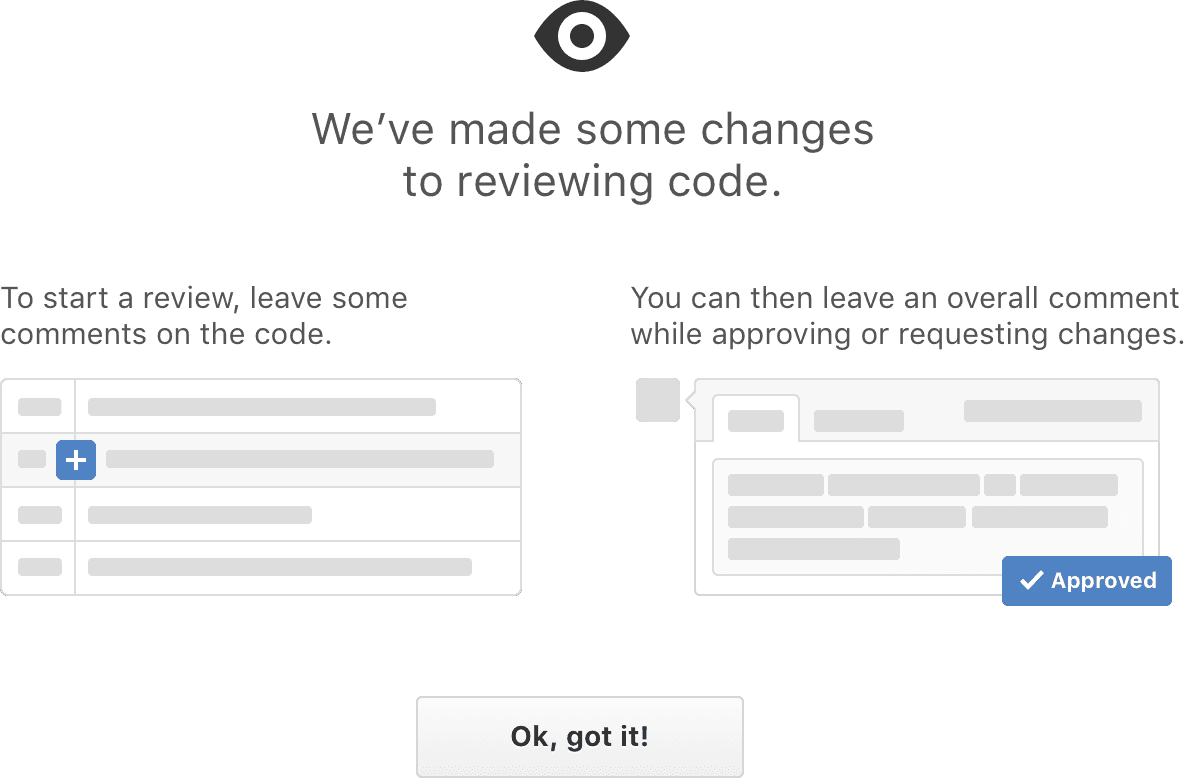 We’ve made some changes
to reviewing code.
To start a review, leave some
comments on the code.
You can then leave an overall comment
while approving or requesting changes.
Approved
Ok, got it!